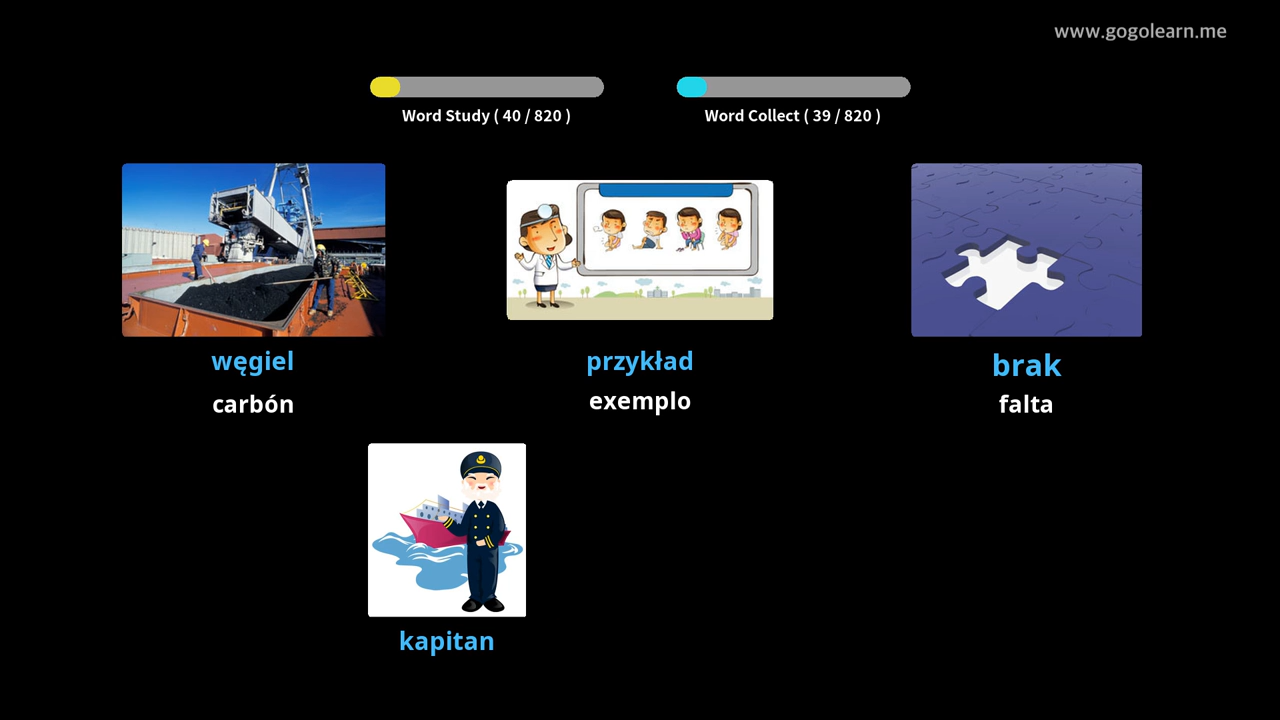 www.gogolearn.me
Word Study ( 40 / 820 )
Word Collect ( 39 / 820 )
węgiel
przykład
brak
carbón
exemplo
falta
kapitan